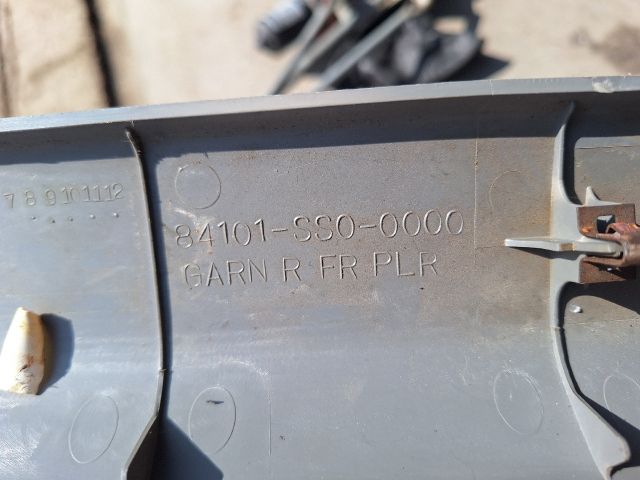 7 8 9 10 11 12
84101-SS0-0000
GARN R FR PLR